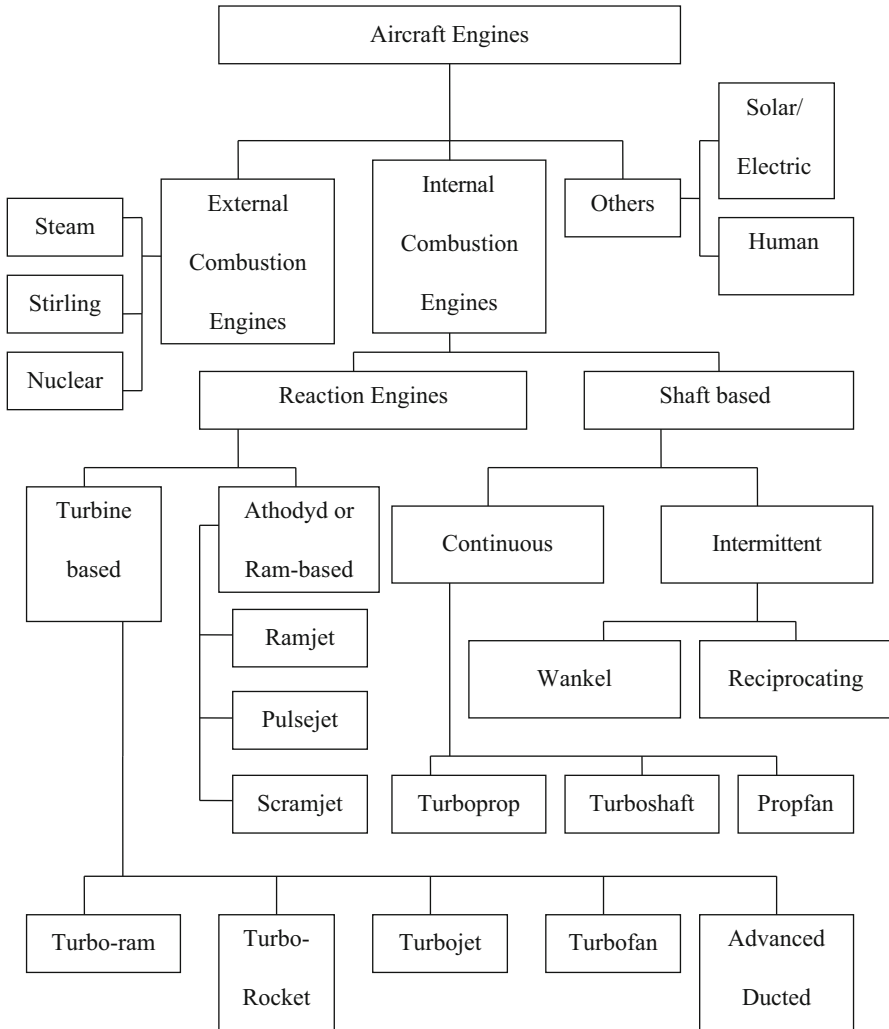 Aircraft Engines
Solar/
Electric
Internal
Combustion
Engines
External
Combustion
Engines
Others
Human
Steam
Stirling
Nuclear
Reaction Engines
Shaft based
Turbine
based
Athodyd or
Ram-based
Continuous
Intermittent
Ramjet
Wankel
Reciprocating
Pulsejet
Scramjet
Turboprop
Turboshaft
Propfan
Turbo-ram
Turbo-
Rocket
Turbojet
Turbofan
Advanced
Ducted